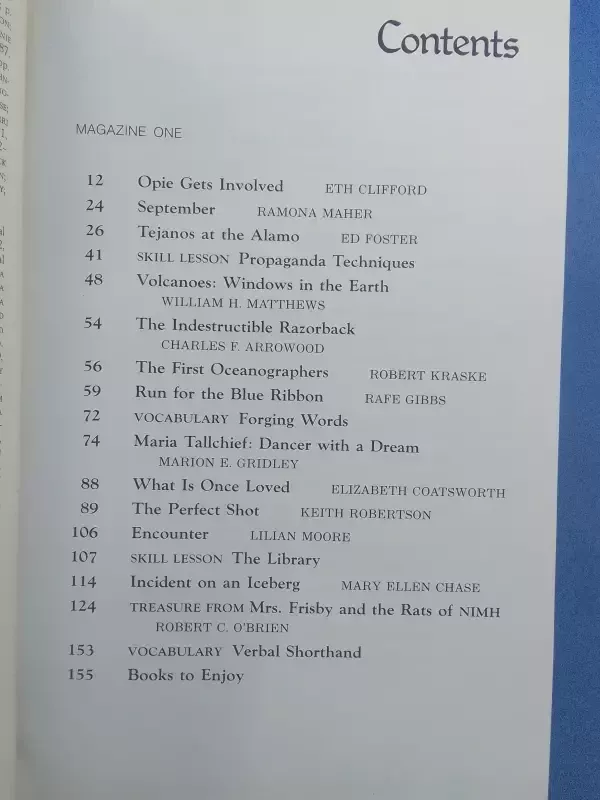 Contents
MAGAZINE ONE
12 Opie Gets Involved ETH CLIFFORD
24 September RAMONA MAHER
26 Tejanos at the Alamo ED FOSTER
41 SKILL LESSON Propaganda Techniques
48 Volcanoes: Windows in the Earth
WILLIAM H. MATTHEWS
54 The Indestructible Razorback
CHARLES F. ARROWOOD
56 The First Oceanographers ROBERT KRASKE
59 Run for the Blue Ribbon RAFE GIBBS
72 VOCABULARY Forging Words
74 Maria Tallchief: Dancer with a Dream
MARION E. GRIDLEY
88 What Is Once Loved ELIZABETH COATSWORTH
89 The Perfect Shot KEITH ROBERTSON
106 Encounter LILIAN MOORE
107 SKILL LESSON The Library
114 Incident on an Iceberg MARY ELLEN CHASE
124 TREASURE FROM Mrs. Frisby and the Rats of NIMH
ROBERT C. O'BRIEN
153 VOCABULARY Verbal Shorthand
155 Books to Enjoy